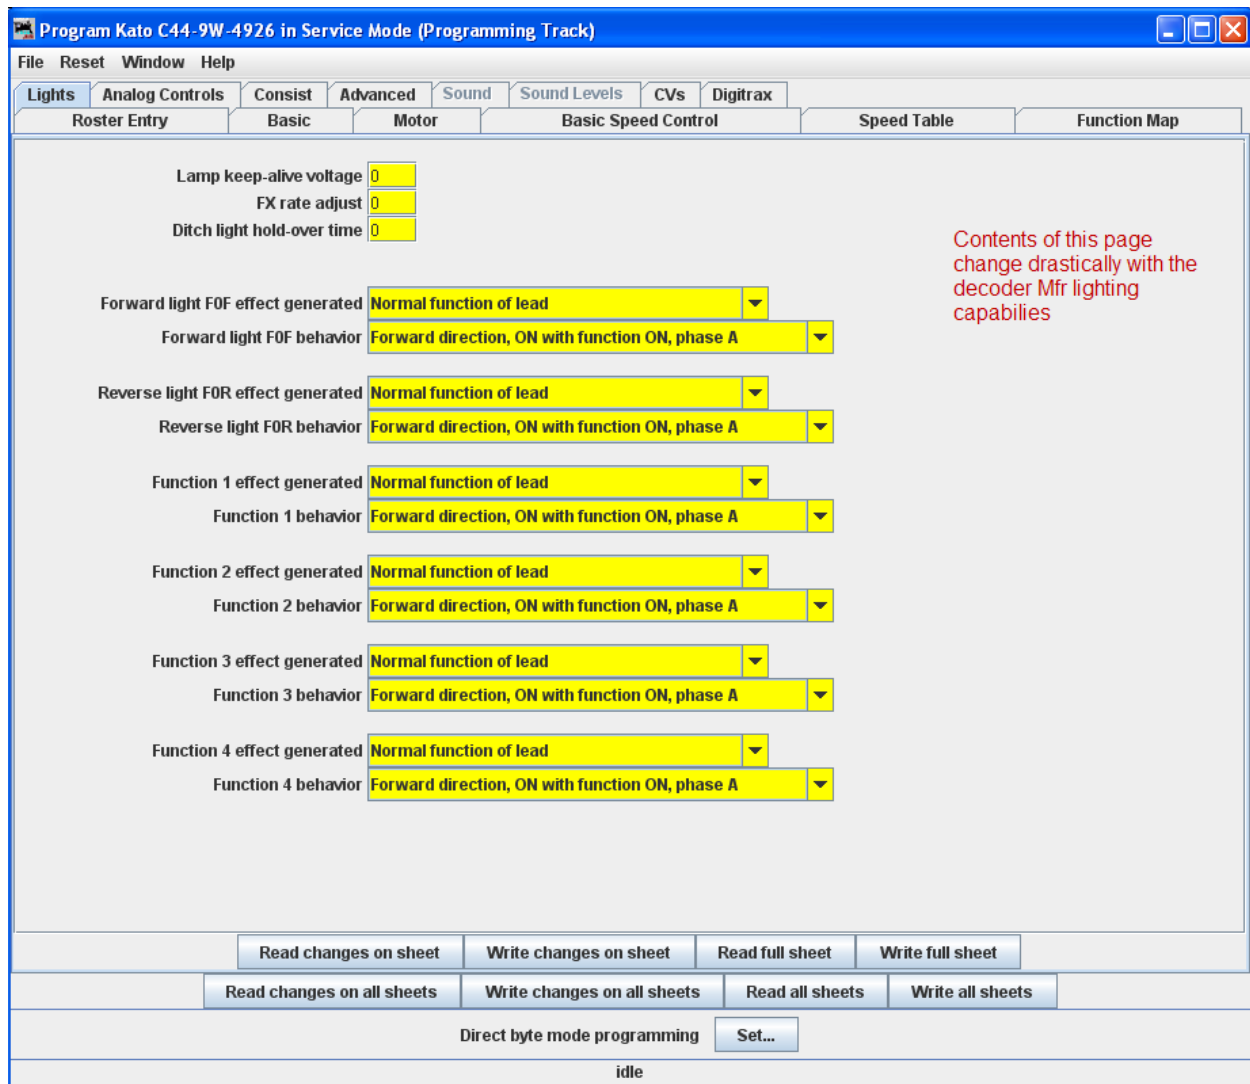 Program Kato C44-9W-4926 in Service Mode (Programming Track)
File Reset Window Help
Lights Analog Controls Consist Advanced Sound Sound Levels CVs Digitrax
Roster Entry Basic Motor Basic Speed Control Speed Table Function Map
Lamp keep-alive voltage 0
FX rate adjust 0
Ditch light hold-over time 0
Contents of this page
change drastically with the
decoder Mfr lighting
capabilies
Forward light F0F effect generated Normal function of lead
Forward light F0F behavior Forward direction, ON with function ON, phase A
Reverse light F0R effect generated Normal function of lead
Reverse light F0R behavior Forward direction, ON with function ON, phase A
Function 1 effect generated Normal function of lead
Function 1 behavior Forward direction, ON with function ON, phase A
Function 2 effect generated Normal function of lead
Function 2 behavior Forward direction, ON with function ON, phase A
Function 3 effect generated Normal function of lead
Function 3 behavior Forward direction, ON with function ON, phase A
Function 4 effect generated Normal function of lead
Function 4 behavior Forward direction, ON with function ON, phase A
Read changes on sheet Write changes on sheet Read full sheet Write full sheet
Read changes on all sheets Write changes on all sheets Read all sheets Write all sheets
Direct byte mode programming Set...
idle